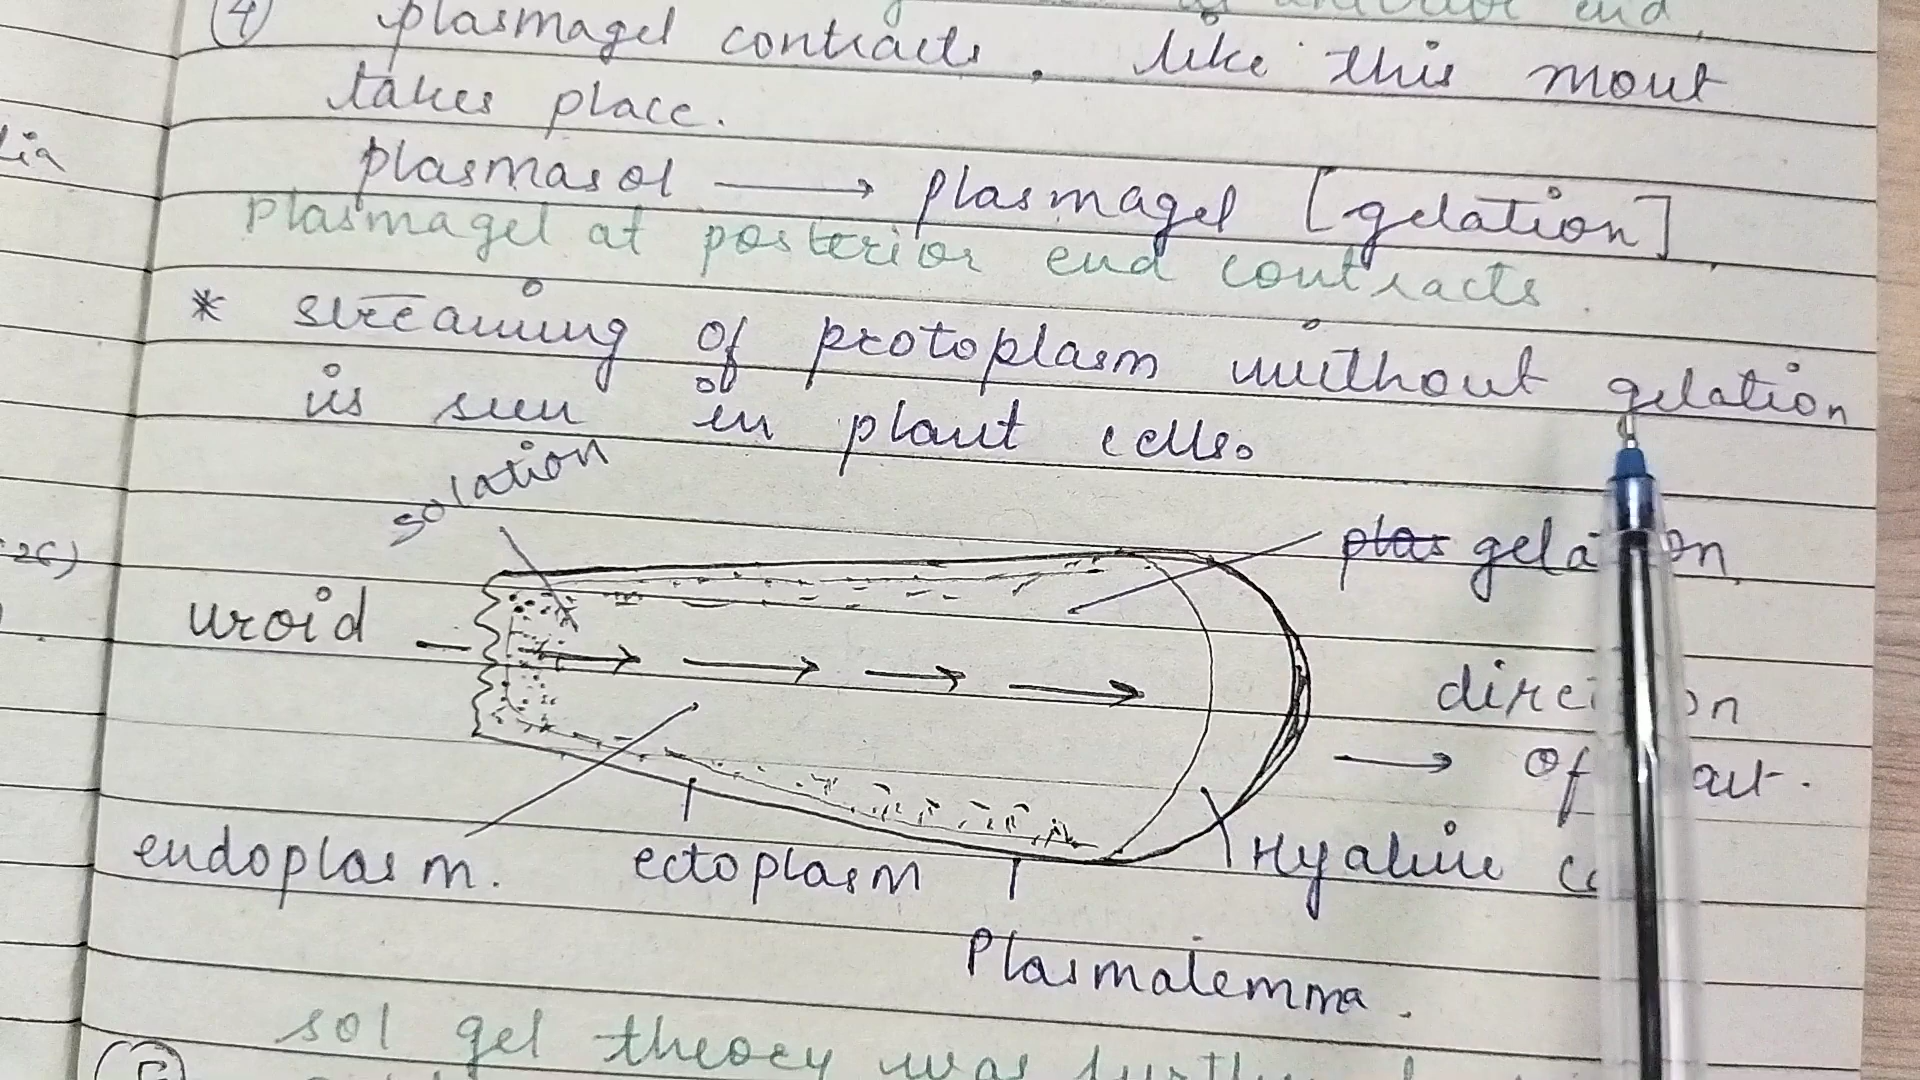 end,
(4) plasmagel contracts. like this mout
takes place.
plasmasol → plasmagel [gelation]
plasmagel at posterior end contracts.
* streaming of protoplasm without gelation
is seen in plant cells.
solation
gelation
uroid
direction
of
endoplasm.
ectoplasm
Hyaline
Plasmalemma.
sol gel theory was